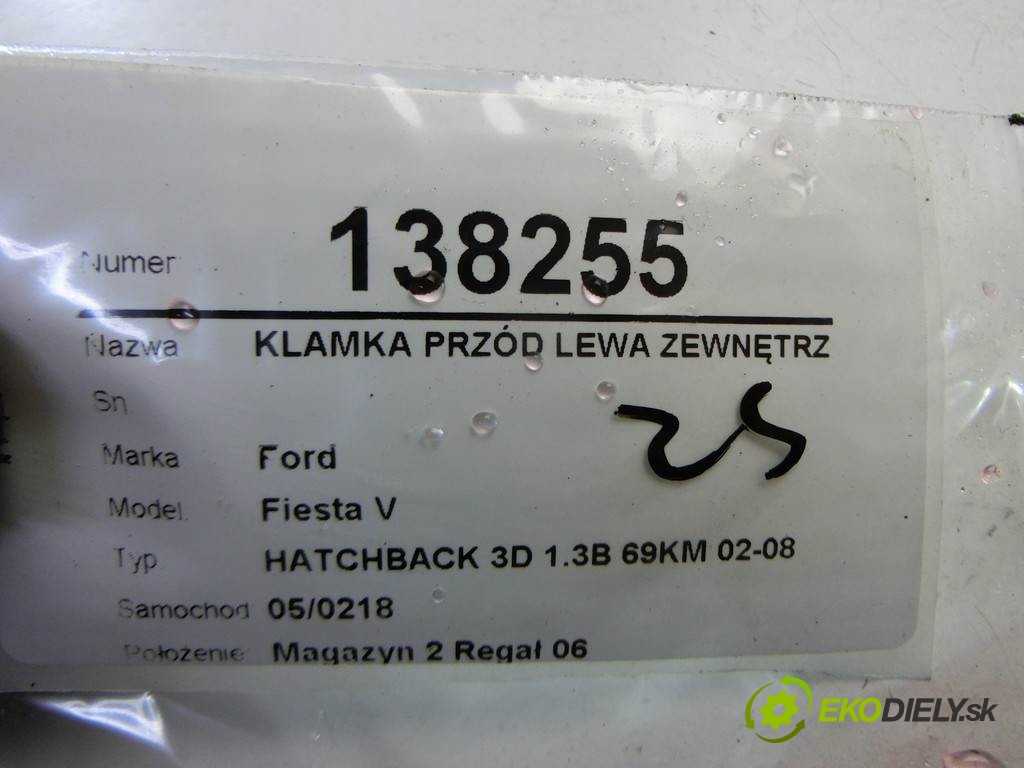 Numer 138255
Nazwa KLAMKA PRZÓD LEWA ZEWNĘTRZ
Sn
Marka Ford
Model Fiesta V
Typ HATCHBACK 3D 1.3B 69KM 02-08
Samochod 05/0218
Położenie Magazyn 2 Regał 06
EKODIELY.sk